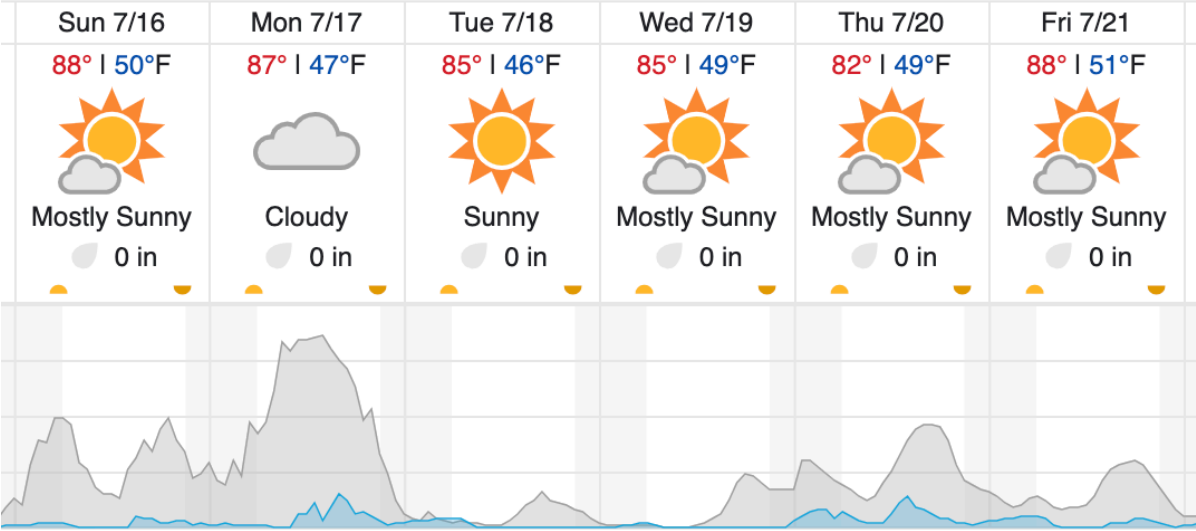 Sun 7/16 Mon 7/17 Tue 7/18 Wed 7/19 Thu 7/20 Fri 7/21
88° | 50°F 87° | 47°F 85° | 46°F 85° | 49°F 82° | 49°F 88° | 51°F
Mostly Sunny Cloudy Sunny Mostly Sunny Mostly Sunny Mostly Sunny
0 in 0 in 0 in 0 in 0 in 0 in